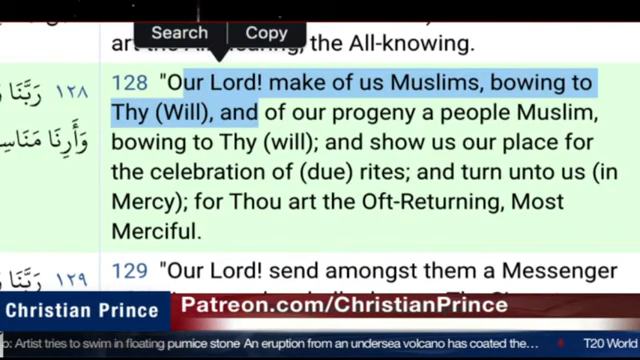 Search Copy
art the All-Hearing, the All-knowing.
١٢٨ رَبَّنَا
128 "Our Lord! make of us Muslims, bowing to
Thy (Will), and of our progeny a people Muslim,
وَأَرِنَا
bowing to Thy (will); and show us our place for
the celebration of (due) rites; and turn unto us (in
Mercy); for Thou art the Oft-Returning, Most
Merciful.
١٢٩
129 "Our Lord! send amongst them a Messenger
Christian Prince
Patreon.com/ChristianPrince
o: Artist tries to swim in floating pumice stone An eruption from an undersea volcano has coated the... T20 World